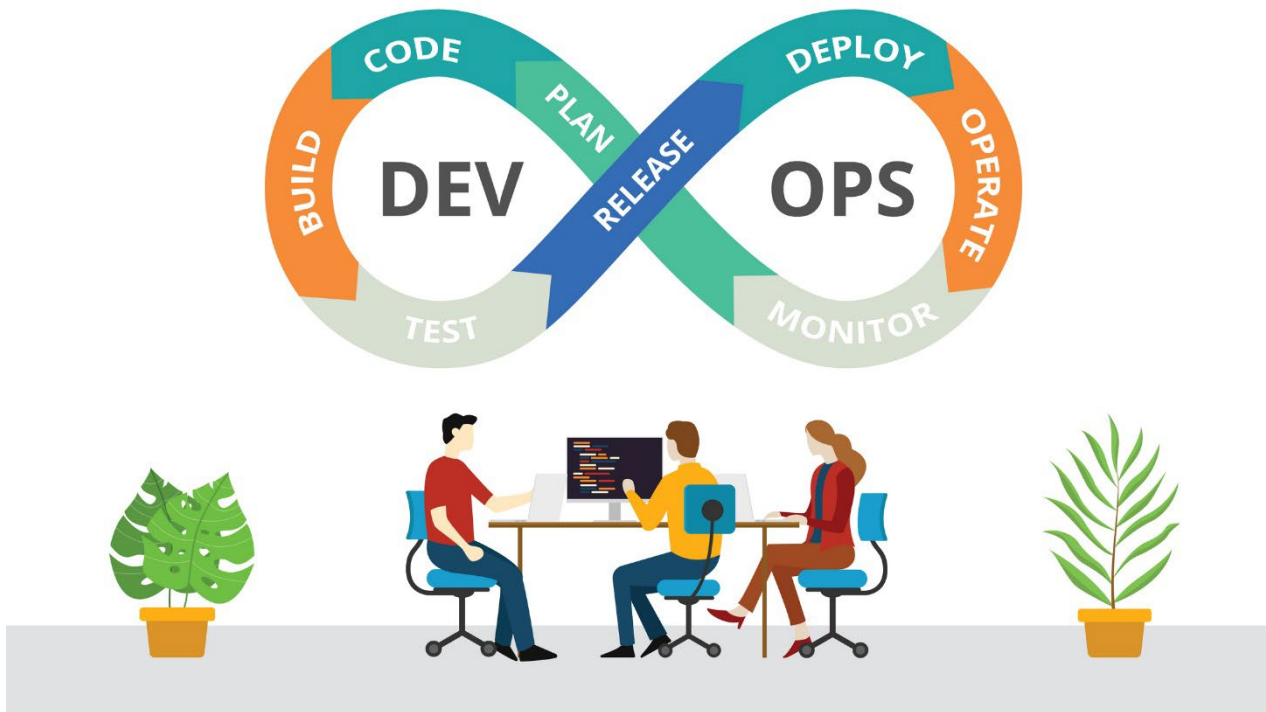 CODE
DEPLOY
PLAN
BUILD
DEV
RELEASE
OPS
OPERATE
TEST
MONITOR